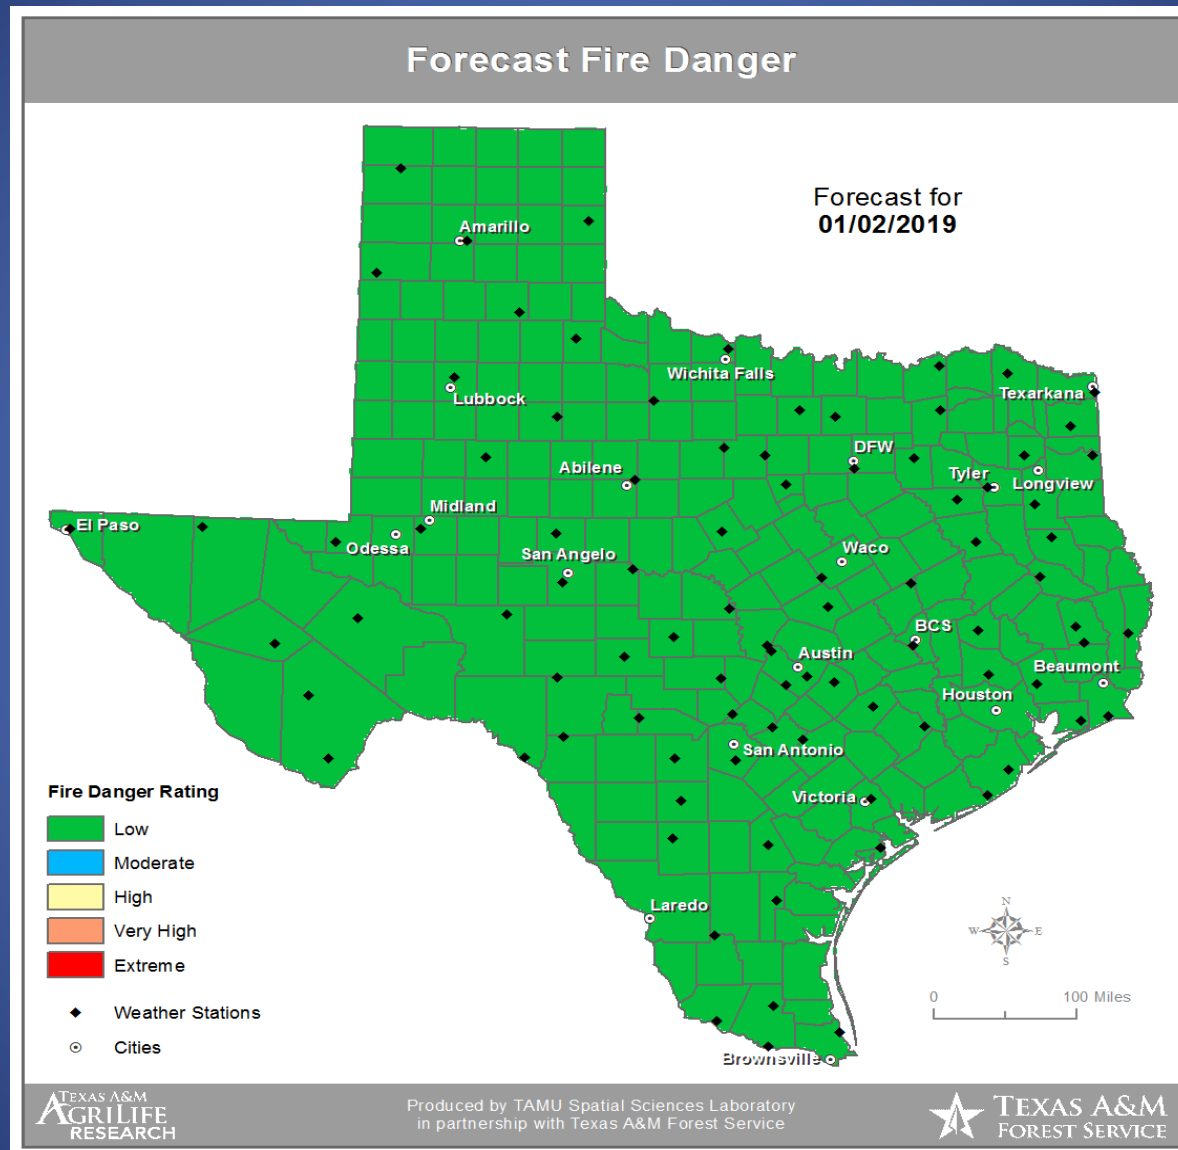 Forecast Fire Danger
Forecast for
01/02/2019
Amarillo
Wichita Falls
Lubbock
Texarkana
DFW
Abilene
Tyler
Longview
Midland
El Paso
Odessa
San Angelo
Waco
BCS
Austin
Beaumont
Houston
San Antonio
Victoria
Laredo
Brownsville
Fire Danger Rating
Low
Moderate
High
Very High
Extreme
Weather Stations
Cities
N
W E
S
0 100 Miles
TEXAS A&M
AGRILIFE
RESEARCH
Produced by TAMU Spatial Sciences Laboratory
in partnership with Texas A&M Forest Service
TEXAS A&M
FOREST SERVICE